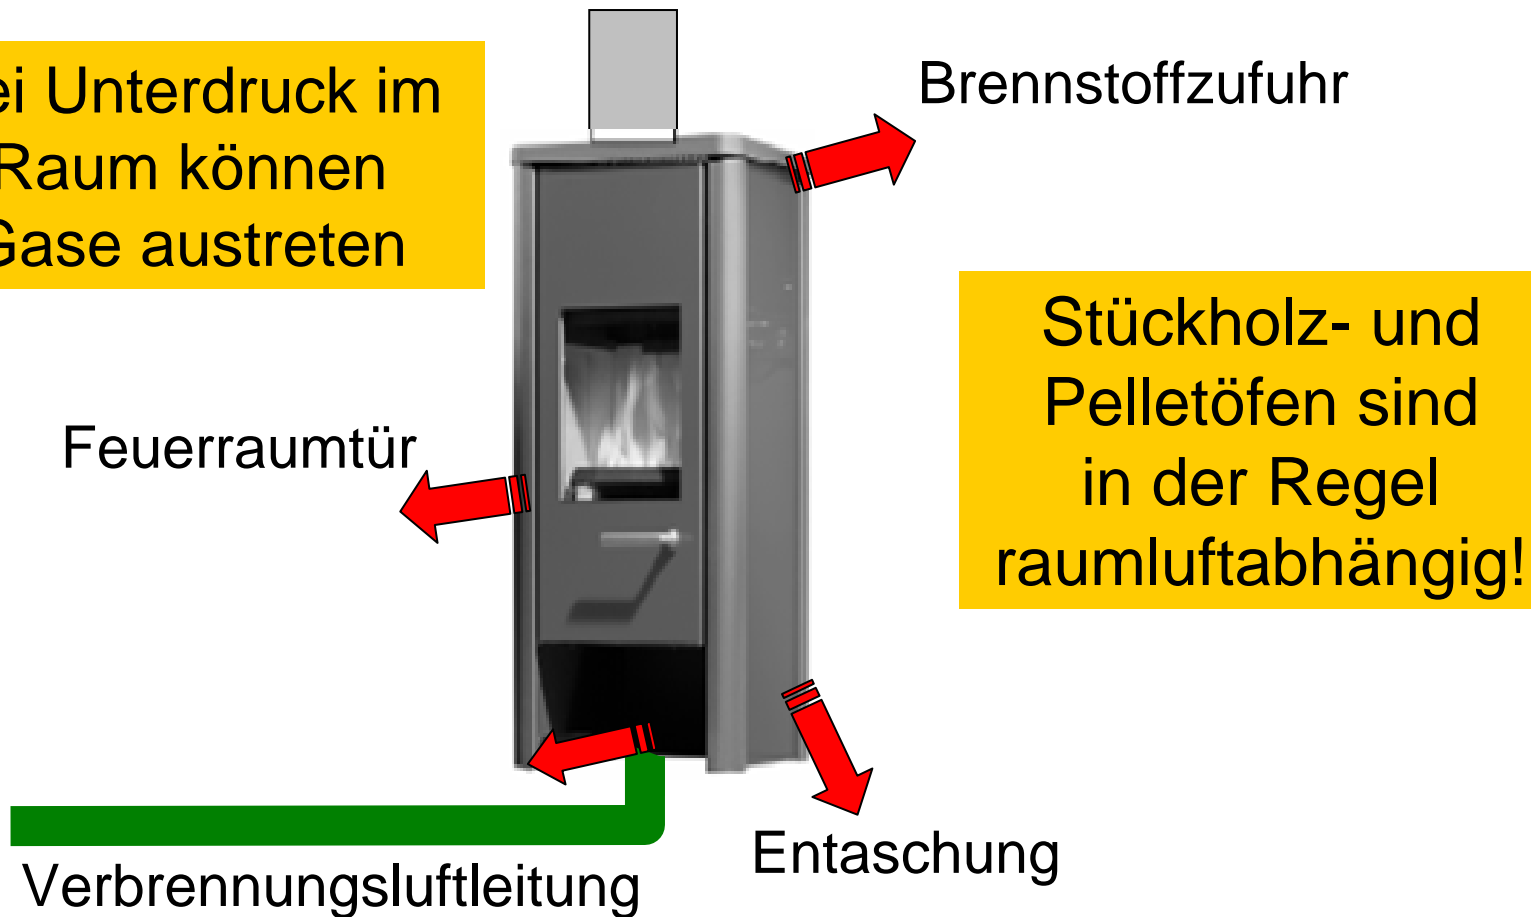 ei Unterdruck im
Raum können
Gase austreten
Brennstoffzufuhr
Stückholz- und
Pelletöfen sind
in der Regel
raumluftabhängig!
Feuerraumtür
Entaschung
Verbrennungsluftleitung